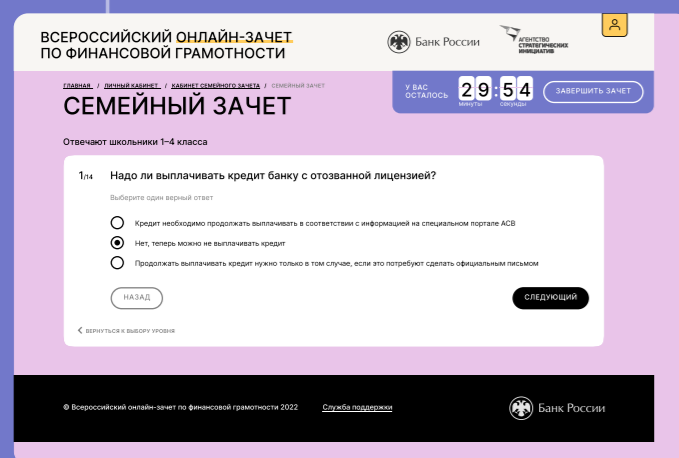 ВСЕРОССИЙСКИЙ ОНЛАЙН-ЗАЧЕТ
ПО ФИНАНСОВОЙ ГРАМОТНОСТИ
Банк России
АГЕНТСТВО
СТРАТЕГИЧЕСКИХ
ИНИЦИАТИВ
ГЛАВНАЯ / ЛИЧНЫЙ КАБИНЕТ / КАБИНЕТ СЕМЕЙНОГО ЗАЧЕТА / СЕМЕЙНЫЙ ЗАЧЕТ
СЕМЕЙНЫЙ ЗАЧЕТ
У ВАС
ОСТАЛОСЬ
29:54
минуты секунды
ЗАВЕРШИТЬ ЗАЧЕТ
Отвечают школьники 1–4 класса
1/14 Надо ли выплачивать кредит банку с отозванной лицензией?
Выберите один верный ответ
Кредит необходимо продолжать выплачивать в соответствии с информацией на специальном портале АСВ
Нет, теперь можно не выплачивать кредит
Продолжать выплачивать кредит нужно только в том случае, если это потребуют сделать официальным письмом
НАЗАД
СЛЕДУЮЩИЙ
ВЕРНУТЬСЯ К ВЫБОРУ УРОВНЯ
© Всероссийский онлайн-зачет по финансовой грамотности 2022
Служба поддержки
Банк России